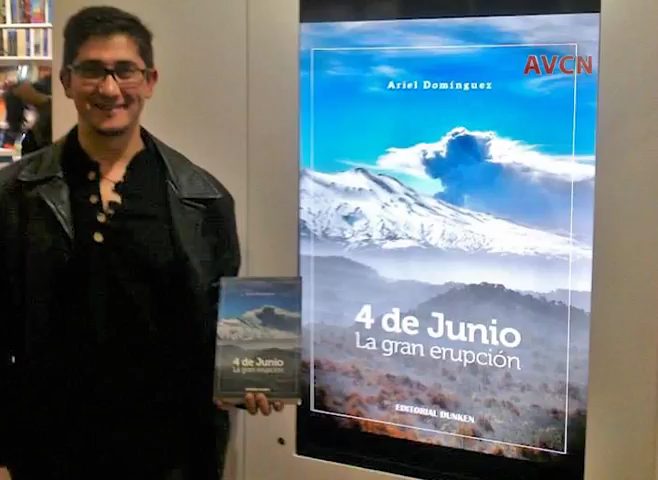 AVCN
Ariel Domínguez
4 de Junio
La gran erupción
EDITORIAL DUNKEN
4 de Junio
La gran erupción